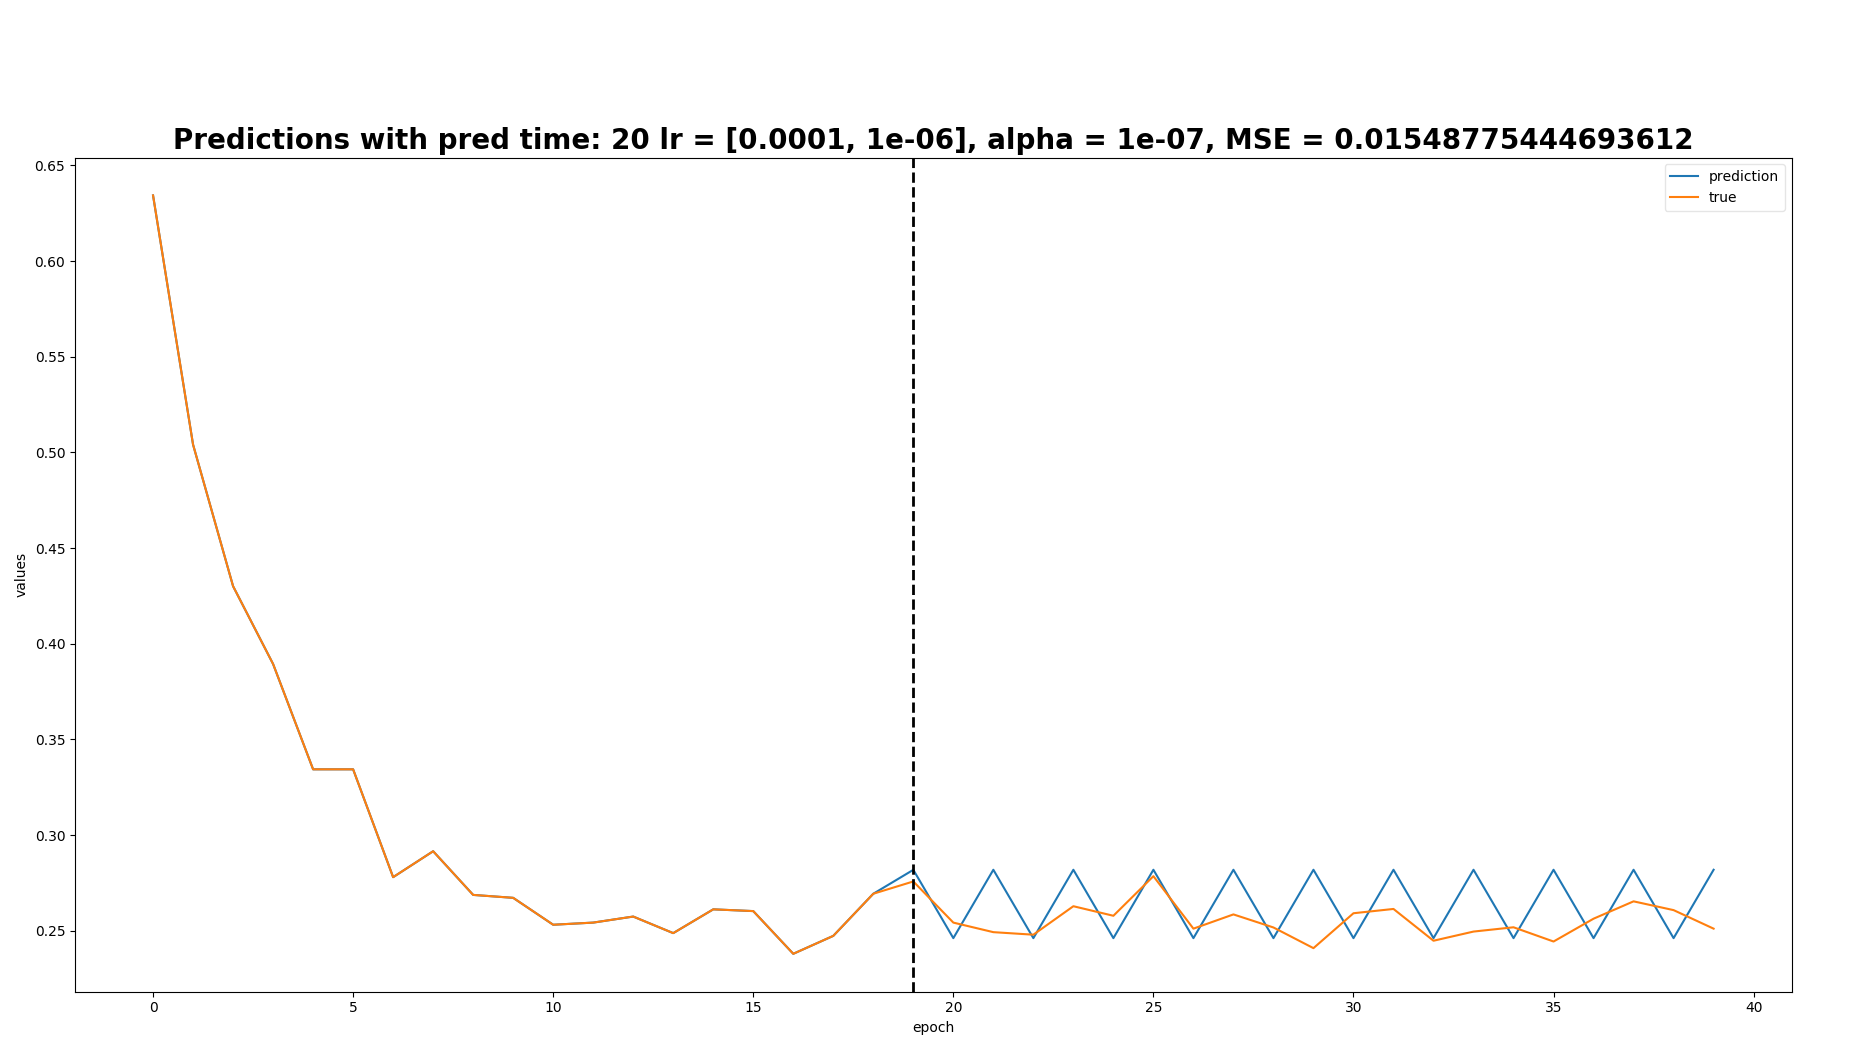 Predictions with pred time: 20 lr = [0.0001, 1e-06], alpha = 1e-07, MSE = 0.01548775444693612
prediction
true
0.65
0.60
0.55
0.50
0.45
0.40
0.35
0.30
0.25
values
0 5 10 15 20 25 30 35 40
epoch